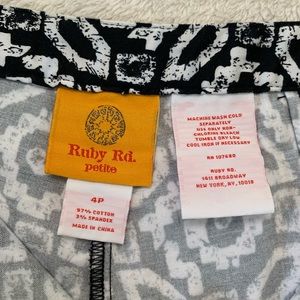 Ruby Rd.
petite
4P
97% COTTON
3% SPANDEX
MADE IN CHINA
MACHINE WASH COLD
SEPARATELY
USE ONLY NON-
CHLORINE BLEACH
TUMBLE DRY LOW
COOL IRON IF NECESSARY
RN 107680
RUBY RD.
1411 BROADWAY
NEW YORK, NY. 10018